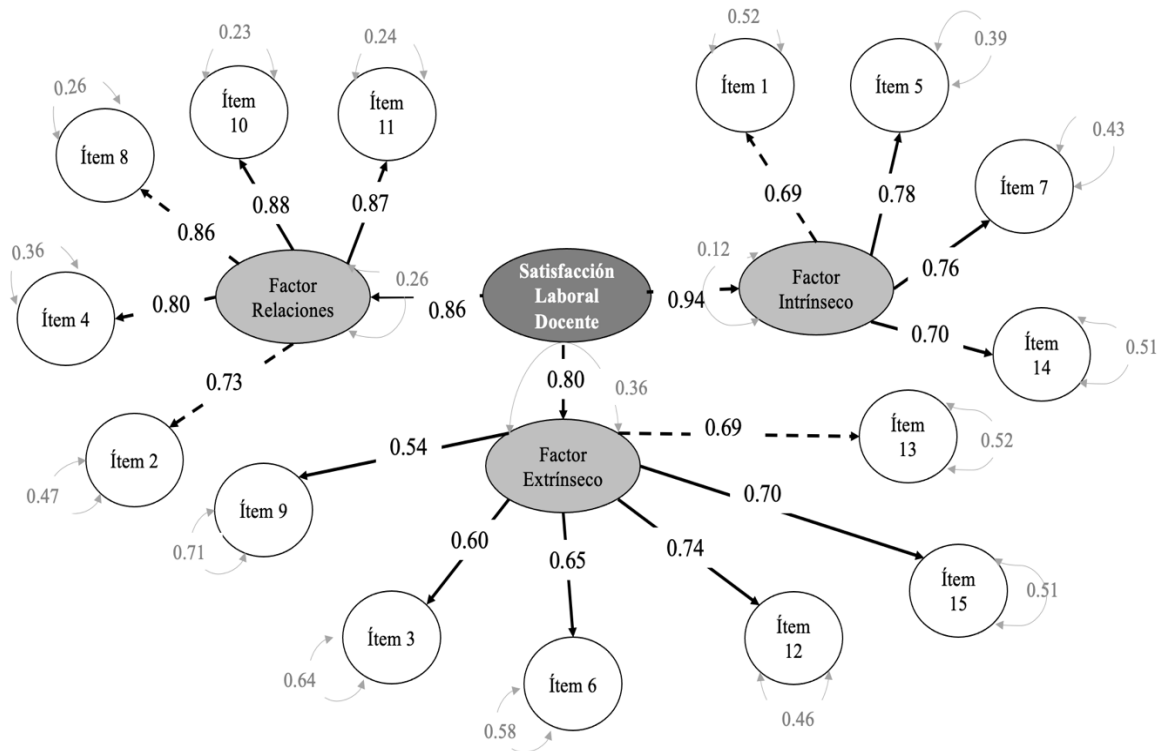 0.52
0.23
0.24
0.39
0.26
Ítem
10
Ítem
11
Ítem 1
Ítem 5
0.43
Ítem 8
Ítem 7
0.69
0.78
0.88
0.87
0.86
0.36
0.12
0.26
Satisfacción
Laboral
Docente
Factor
Relaciones
Factor
Intrínseco
0.76
0.80
0.86
0.94
Ítem 4
0.70
Ítem
14
0.51
0.73
0.80
0.36
0.69
Ítem
13
0.52
0.54
Factor
Extrínseco
Ítem 2
0.47
Ítem 9
0.70
0.71
0.60
0.65
0.74
Ítem
15
0.51
Ítem 3
Ítem
12
0.64
Ítem 6
0.58
0.46